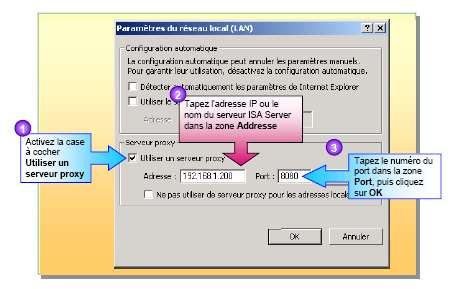 Paramètres du réseau local (LAN)
Configuration automatique
La configuration automatique peut annuler les paramètres manuels.
Pour garantir leur utilisation, désactivez la configuration automatique.
Détecter automatiquement les paramètres de Internet Explorer
Utiliser le
Adresse
2
Tapez l'adresse IP ou le
nom du serveur ISA Server
dans la zone Addresse
1
Activez la case
à cocher
Utiliser un
serveur proxy
Serveur proxy
Utiliser un serveur proxy
Adresse : 192.168.1.200 Port : 8080
Ne pas utiliser de serveur proxy pour les adresses locale
3
Tapez le numéro du
port dans la zone
Port, puis cliquez
sur OK
OK Annuler